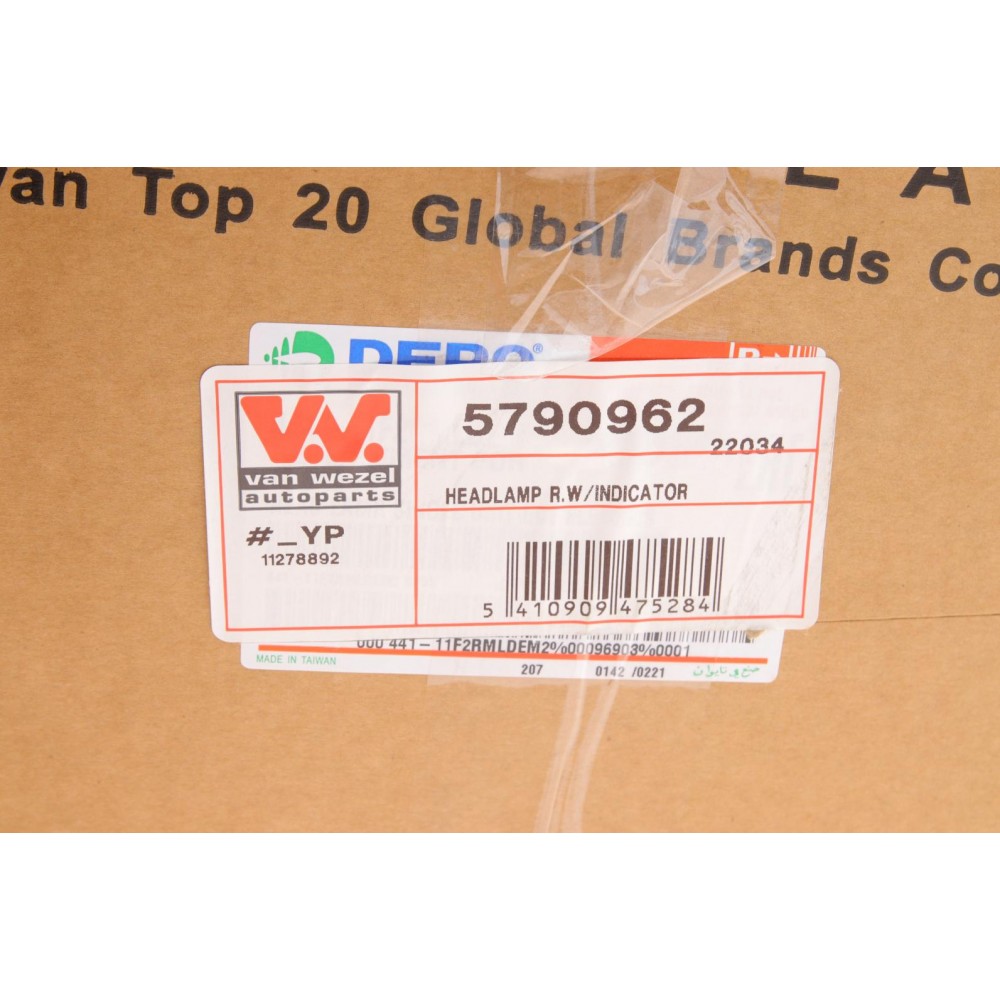 L A
an Top 20 Global Brands Co
DEPO®
V.W.
van wezel
autoparts
5790962
22034
HEADLAMP R.W/INDICATOR
#_YP
11278892
5 410909 475284
000 441-11F2RMLDEM2%00096903%0001
MADE IN TAIWAN
207 0142 /0221